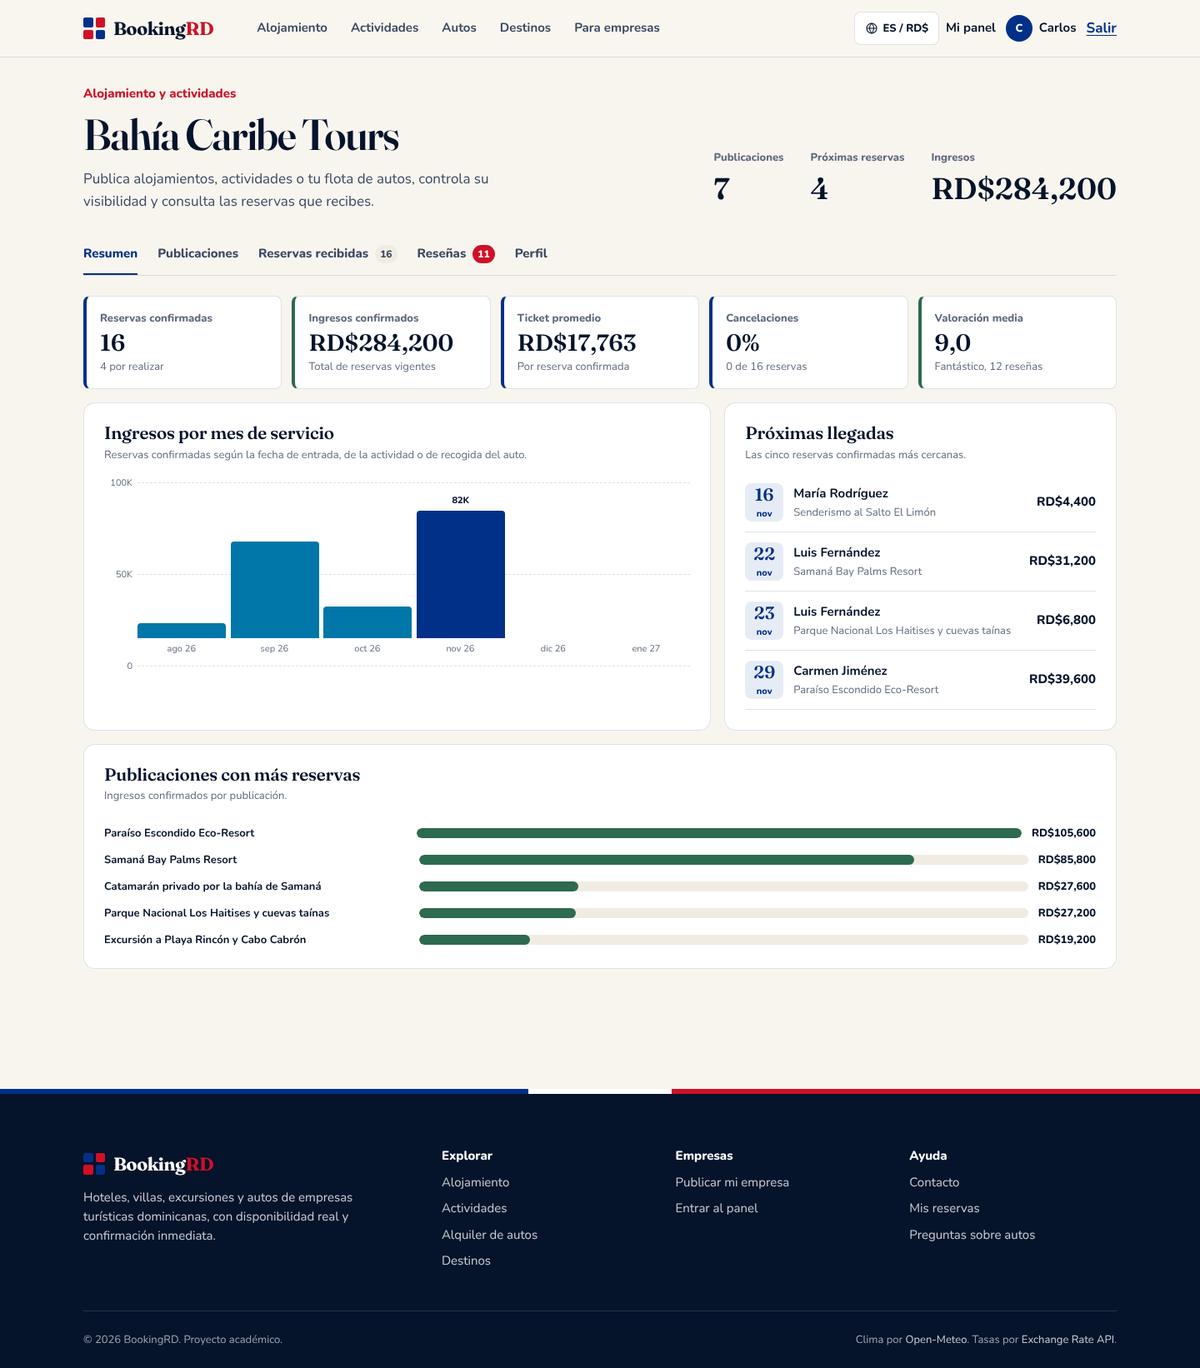 BookingRD
Alojamiento
Actividades
Autos
Destinos
Para empresas
ES / RD$
Mi panel
C
Carlos
Salir
Alojamiento y actividades
Bahía Caribe Tours
Publica alojamientos, actividades o tu flota de autos, controla su
visibilidad y consulta las reservas que recibes.
Publicaciones
7
Próximas reservas
4
Ingresos
RD$284,200
Resumen
Publicaciones
Reservas recibidas 16
Reseñas 11
Perfil
Reservas confirmadas
16
4 por realizar
Ingresos confirmados
RD$284,200
Total de reservas vigentes
Ticket promedio
RD$17,763
Por reserva confirmada
Cancelaciones
0%
0 de 16 reservas
Valoración media
9,0
Fantástico, 12 reseñas
Ingresos por mes de servicio
Reservas confirmadas según la fecha de entrada, de la actividad o de recogida del auto.
100K
82K
50K
ago 26
sep 26
oct 26
nov 26
dic 26
ene 27
0
Próximas llegadas
Las cinco reservas confirmadas más cercanas.
16
nov
María Rodríguez
Senderismo al Salto El Limón
RD$4,400
22
nov
Luis Fernández
Samaná Bay Palms Resort
RD$31,200
23
nov
Luis Fernández
Parque Nacional Los Haitises y cuevas taínas
RD$6,800
29
nov
Carmen Jiménez
Paraíso Escondido Eco-Resort
RD$39,600
Publicaciones con más reservas
Ingresos confirmados por publicación.
Paraíso Escondido Eco-Resort
RD$105,600
Samaná Bay Palms Resort
RD$85,800
Catamarán privado por la bahía de Samaná
RD$27,600
Parque Nacional Los Haitises y cuevas taínas
RD$27,200
Excursión a Playa Rincón y Cabo Cabrón
RD$19,200
BookingRD
Hoteles, villas, excursiones y autos de empresas
turísticas dominicanas, con disponibilidad real y
confirmación inmediata.
Explorar
Alojamiento
Actividades
Alquiler de autos
Destinos
Empresas
Publicar mi empresa
Entrar al panel
Ayuda
Contacto
Mis reservas
Preguntas sobre autos
© 2026 BookingRD. Proyecto académico.
Clima por Open-Meteo. Tasas por Exchange Rate API.